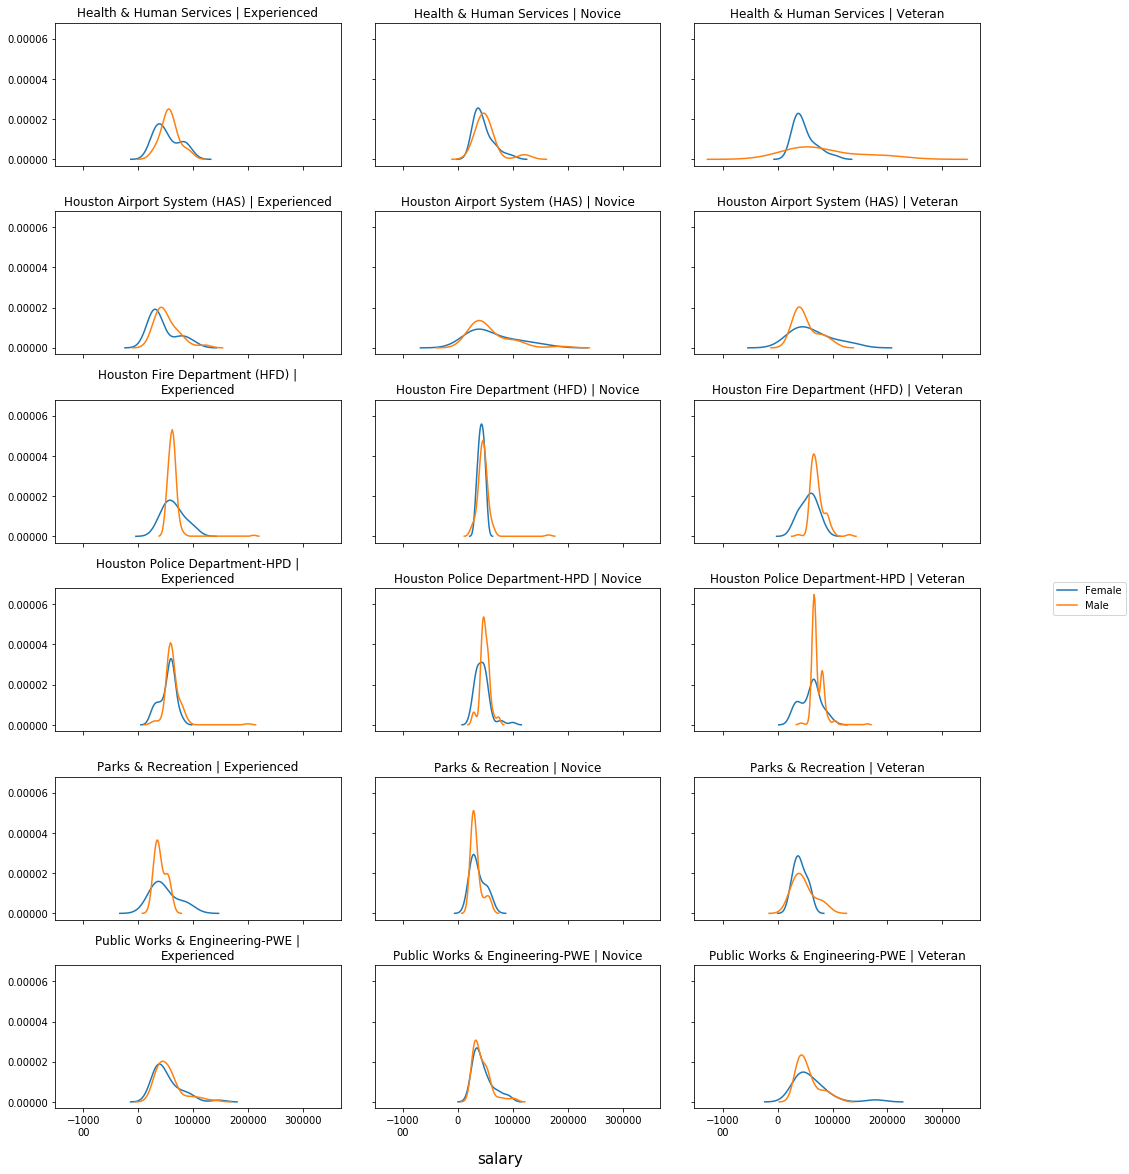 Health & Human Services | Experienced
Health & Human Services | Novice
Health & Human Services | Veteran
0.00006
0.00004
0.00002
0.00000
Houston Airport System (HAS) | Experienced
Houston Airport System (HAS) | Novice
Houston Airport System (HAS) | Veteran
0.00006
0.00004
0.00002
0.00000
Houston Fire Department (HFD) |
Experienced
Houston Fire Department (HFD) | Novice
Houston Fire Department (HFD) | Veteran
0.00006
0.00004
0.00002
0.00000
Houston Police Department-HPD |
Experienced
Houston Police Department-HPD | Novice
Houston Police Department-HPD | Veteran
0.00006
0.00004
0.00002
0.00000
Female
Male
Parks & Recreation | Experienced
Parks & Recreation | Novice
Parks & Recreation | Veteran
0.00006
0.00004
0.00002
0.00000
Public Works & Engineering-PWE |
Experienced
Public Works & Engineering-PWE | Novice
Public Works & Engineering-PWE | Veteran
0.00006
0.00004
0.00002
0.00000
−1000
00
0
100000
200000
300000
−1000
00
0
100000
200000
300000
−1000
00
0
100000
200000
300000
salary